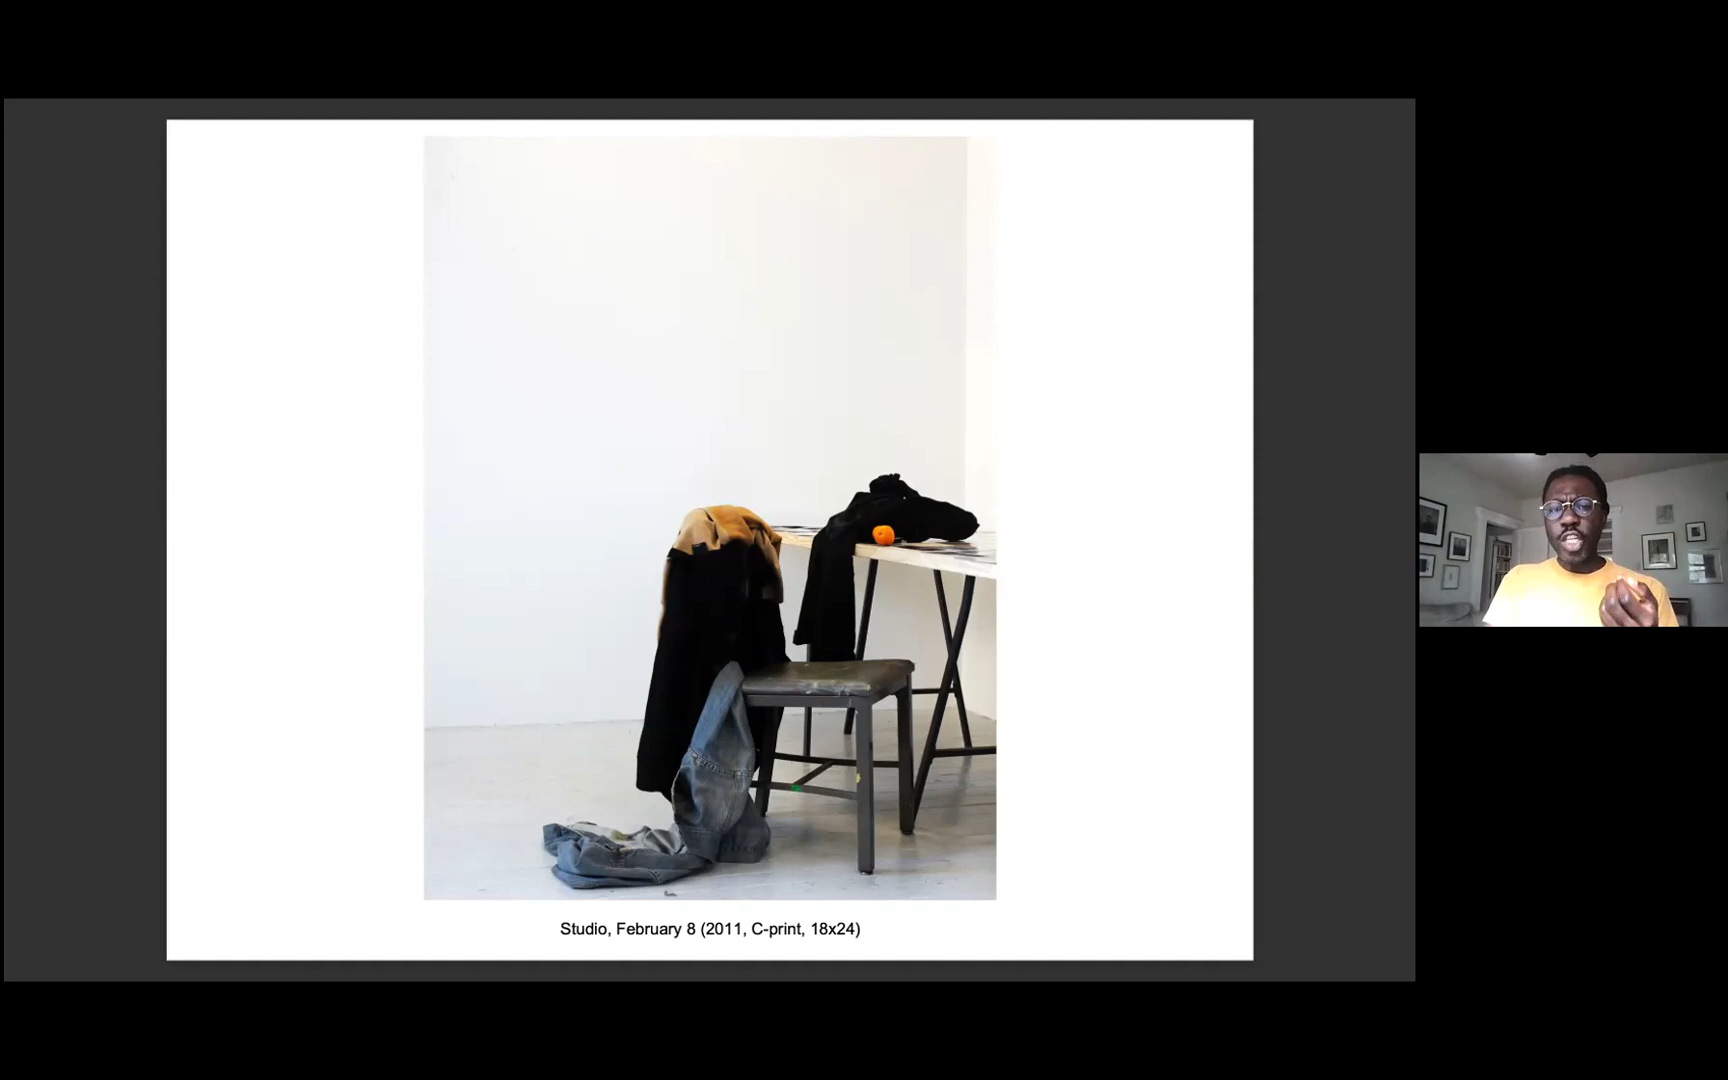 Studio, February 8 (2011, C-print, 18x24)